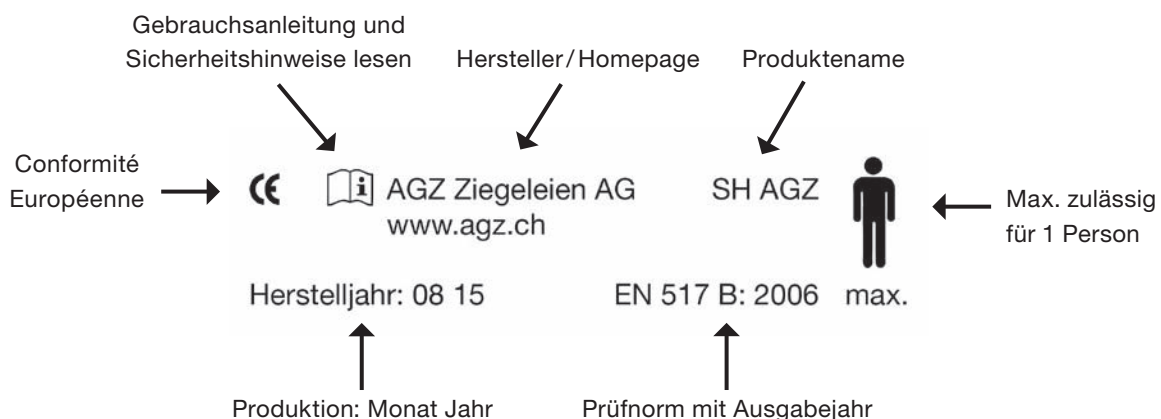 Gebrauchsanleitung und
Sicherheitshinweise lesen
Hersteller/Homepage
Produktename
Conformité
Européenne
CE
i
AGZ Ziegeleien AG
www.agz.ch
SH AGZ
Max. zulässig
für 1 Person
Herstelljahr: 08 15
EN 517 B: 2006
max.
Produktion: Monat Jahr
Prüfnorm mit Ausgabejahr